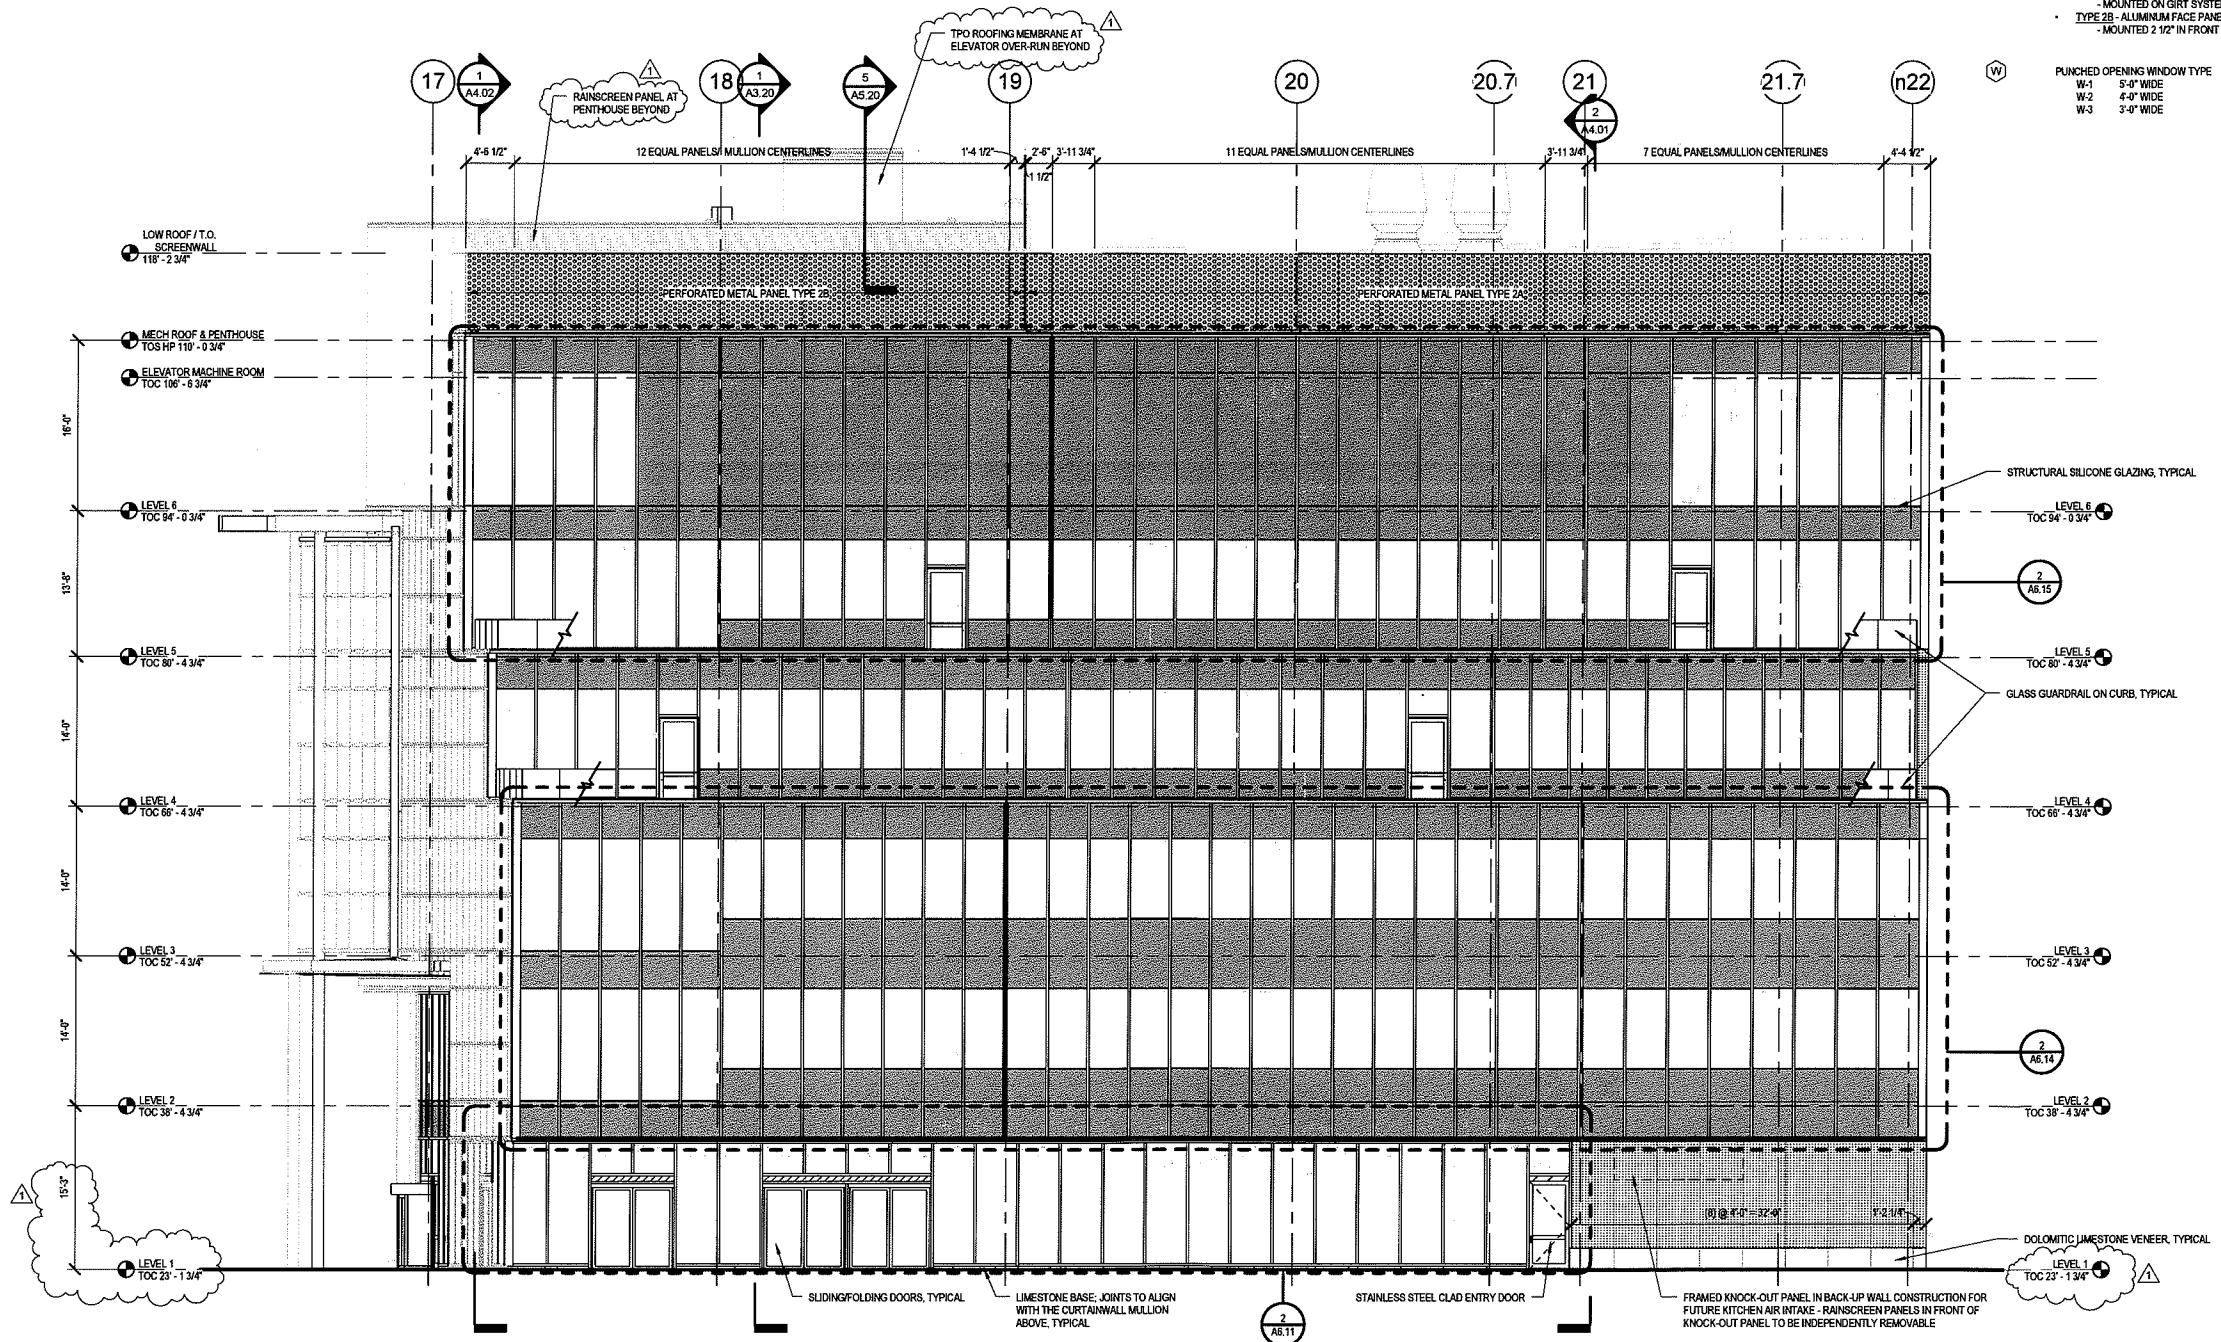 - MOUNTED ON GIRT SYSTE
TYPE 2B - ALUMINUM FACE PANE
- MOUNTED 2 1/2" IN FRONT
W
PUNCHED OPENING WINDOW TYPE
W-1 5'-0" WIDE
W-2 4'-0" WIDE
W-3 3'-0" WIDE
TPO ROOFING MEMBRANE AT
ELEVATOR OVER-RUN BEYOND
1
RAINSCREEN PANEL AT
PENTHOUSE BEYOND
1
17
1
A4.02
18
1
A3.20
5
A5.20
19
20
20.7
21
2
A4.01
21.7
n22
4'-6 1/2"
12 EQUAL PANELS/ MULLION CENTERLINES
1'-4 1/2"
2'-6"
3'-11 3/4"
11 EQUAL PANELS/MULLION CENTERLINES
3'-11 3/4"
7 EQUAL PANELS/MULLION CENTERLINES
4'-4 1/2"
1 1/2"
LOW ROOF / T.O.
SCREENWALL
118' - 2 3/4"
PERFORATED METAL PANEL TYPE 2B
PERFORATED METAL PANEL TYPE 2A
MECH ROOF & PENTHOUSE
TOS HP 110' - 0 3/4"
ELEVATOR MACHINE ROOM
TOC 106' - 6 3/4"
16'-0"
STRUCTURAL SILICONE GLAZING, TYPICAL
LEVEL 6
TOC 94' - 0 3/4"
LEVEL 6
TOC 94' - 0 3/4"
13'-8"
2
A6.15
LEVEL 5
TOC 80' - 4 3/4"
LEVEL 5
TOC 80' - 4 3/4"
GLASS GUARDRAIL ON CURB, TYPICAL
14'-0"
LEVEL 4
TOC 66' - 4 3/4"
LEVEL 4
TOC 66' - 4 3/4"
14'-0"
LEVEL 3
TOC 52' - 4 3/4"
LEVEL 3
TOC 52' - 4 3/4"
14'-0"
2
A6.14
LEVEL 2
TOC 38' - 4 3/4"
LEVEL 2
TOC 38' - 4 3/4"
1
15'-3"
(8) @ 4'-0" = 32'-0"
1'-2 1/4"
DOLOMITIC LIMESTONE VENEER, TYPICAL
LEVEL 1
TOC 23' - 1 3/4"
LEVEL 1
TOC 23' - 1 3/4"
1
SLIDING/FOLDING DOORS, TYPICAL
LIMESTONE BASE; JOINTS TO ALIGN
WITH THE CURTAINWALL MULLION
ABOVE, TYPICAL
2
A6.11
STAINLESS STEEL CLAD ENTRY DOOR
FRAMED KNOCK-OUT PANEL IN BACK-UP WALL CONSTRUCTION FOR
FUTURE KITCHEN AIR INTAKE - RAINSCREEN PANELS IN FRONT OF
KNOCK-OUT PANEL TO BE INDEPENDENTLY REMOVABLE